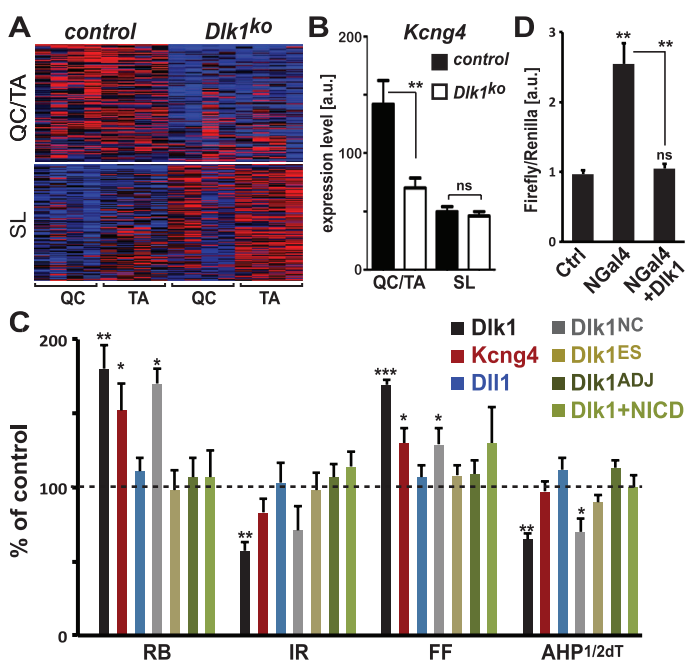 A
control
Dlk1ko
QC/TA
SL
QC
TA
QC
TA
B
Kcng4
control
Dlk1ko
expression level [a.u.]
200
100
0
**
ns
QC/TA
SL
D
Firefly/Renilla [a.u.]
3
2
1
0
**
**
ns
Ctrl
NGal4
NGal4
+Dlk1
C
% of control
200
100
0
Dlk1
Kcng4
Dll1
Dlk1NC
Dlk1ES
Dlk1ADJ
Dlk1+NICD
** * *
**
*** * *
** *
RB
IR
FF
AHP1/2dT